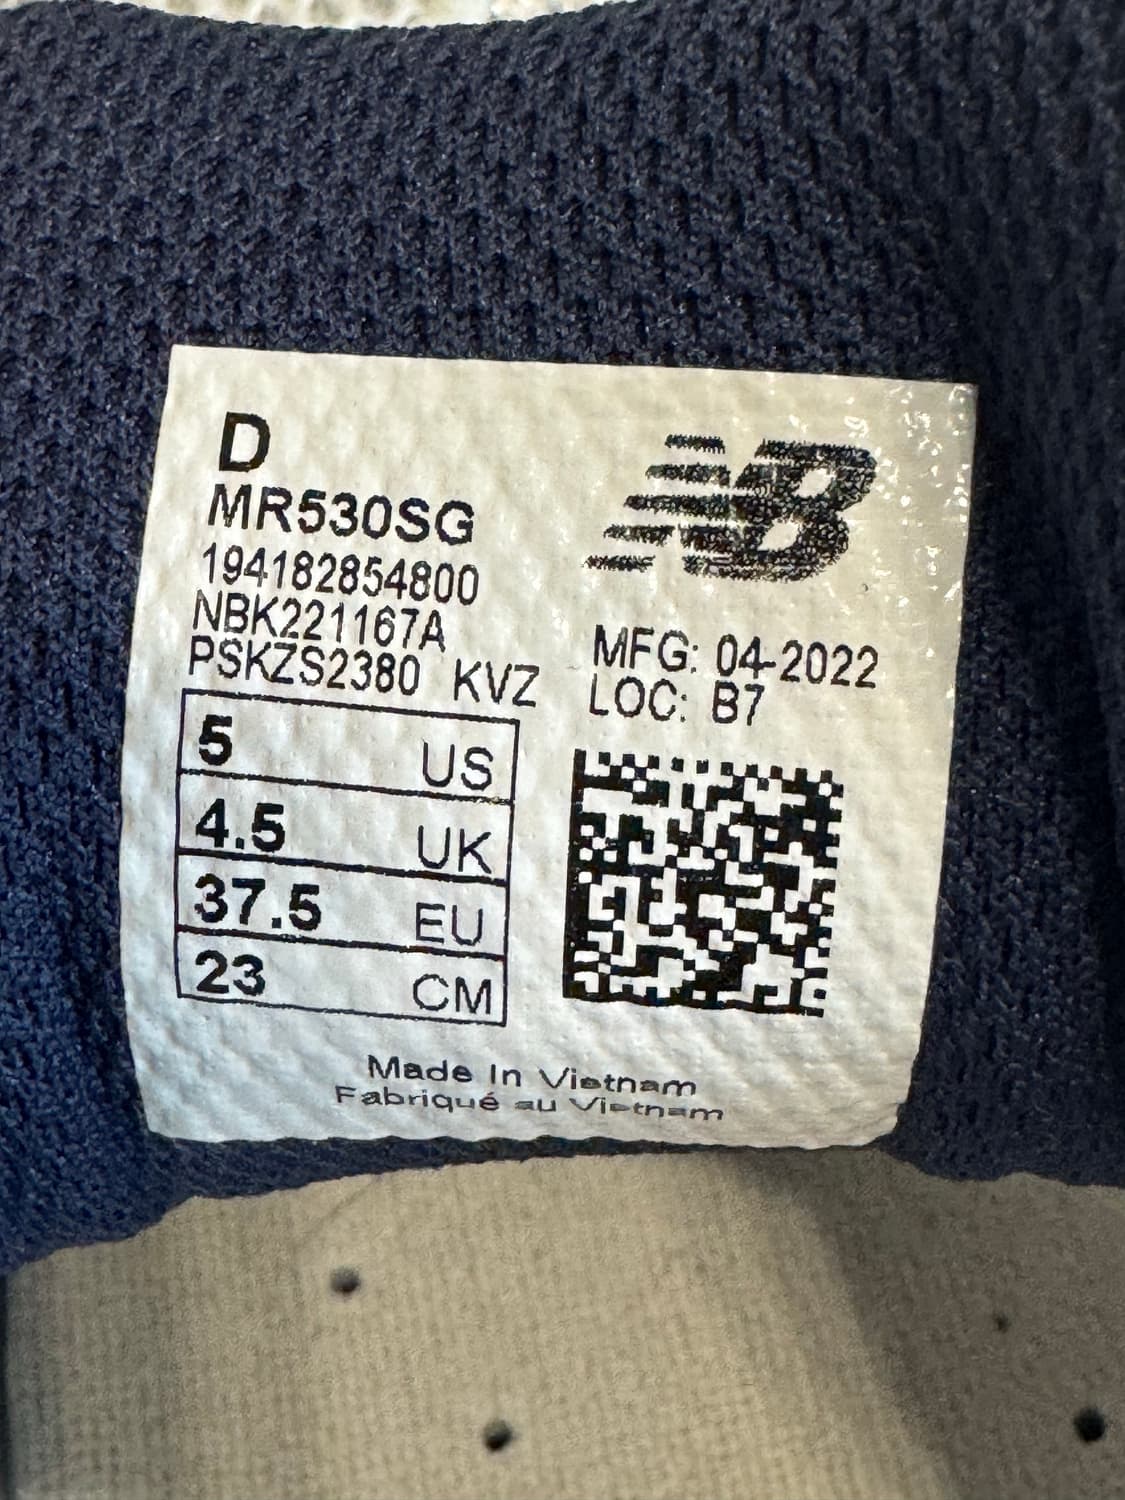 D
MR530SG
194182854800
NBK221167A
PSKZS2380 KVZ
5 US
4.5 UK
37.5 EU
23 CM
NB
MFG: 04-2022
LOC: B7
Made In Vietnam
Fabriqué au Vietnam